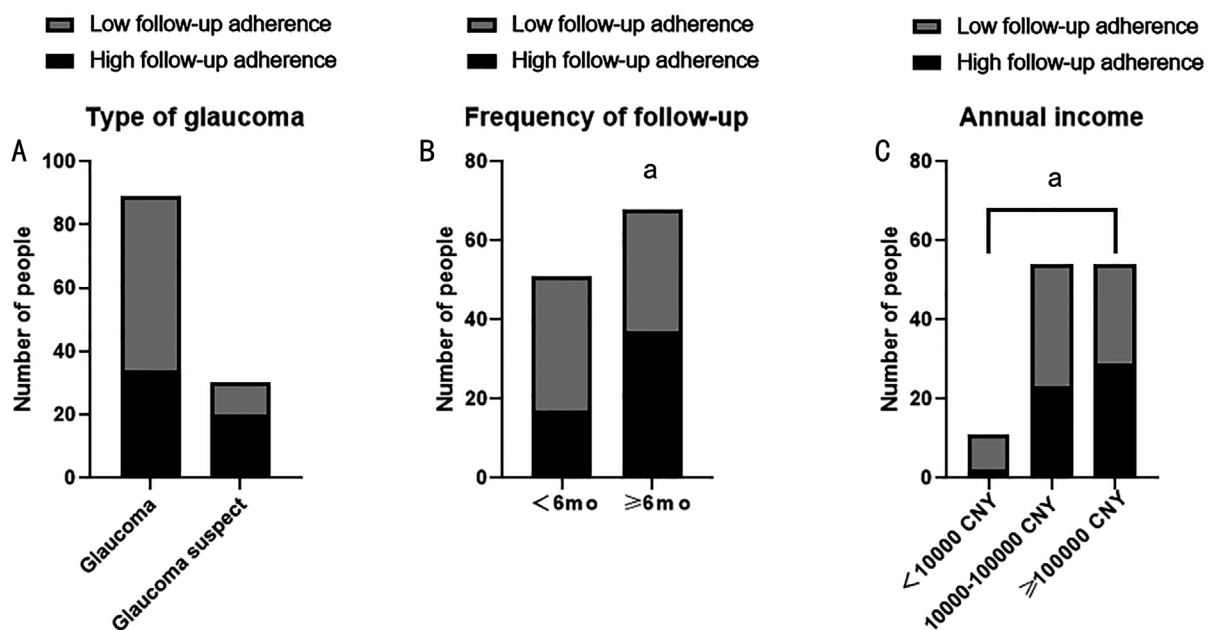 Low follow-up adherence
High follow-up adherence
Type of glaucoma
A
Number of people
100
80
60
40
20
0
Glaucoma
Glaucoma suspect
Low follow-up adherence
High follow-up adherence
Frequency of follow-up
B
a
Number of people
80
60
40
20
0
<6mo
≥6mo
Low follow-up adherence
High follow-up adherence
Annual income
C
a
Number of people
80
60
40
20
0
<10000 CNY
10000-100000 CNY
≥100000 CNY